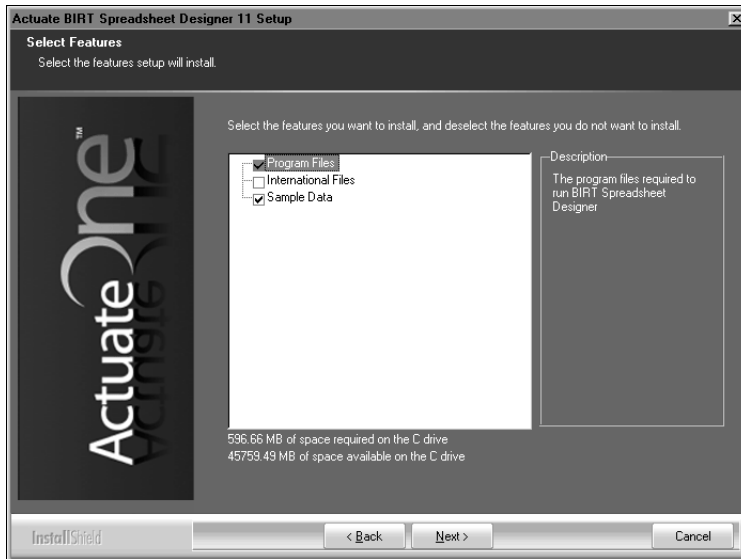 Actuate BIRT Spreadsheet Designer 11 Setup
Select Features
Select the features setup will install.
ActuateOne™
Select the features you want to install, and deselect the features you do not want to install.
Program Files
International Files
Sample Data
Description
The program files required to
run BIRT Spreadsheet
Designer
596.66 MB of space required on the C drive
45759.49 MB of space available on the C drive
InstallShield
< Back
Next >
Cancel